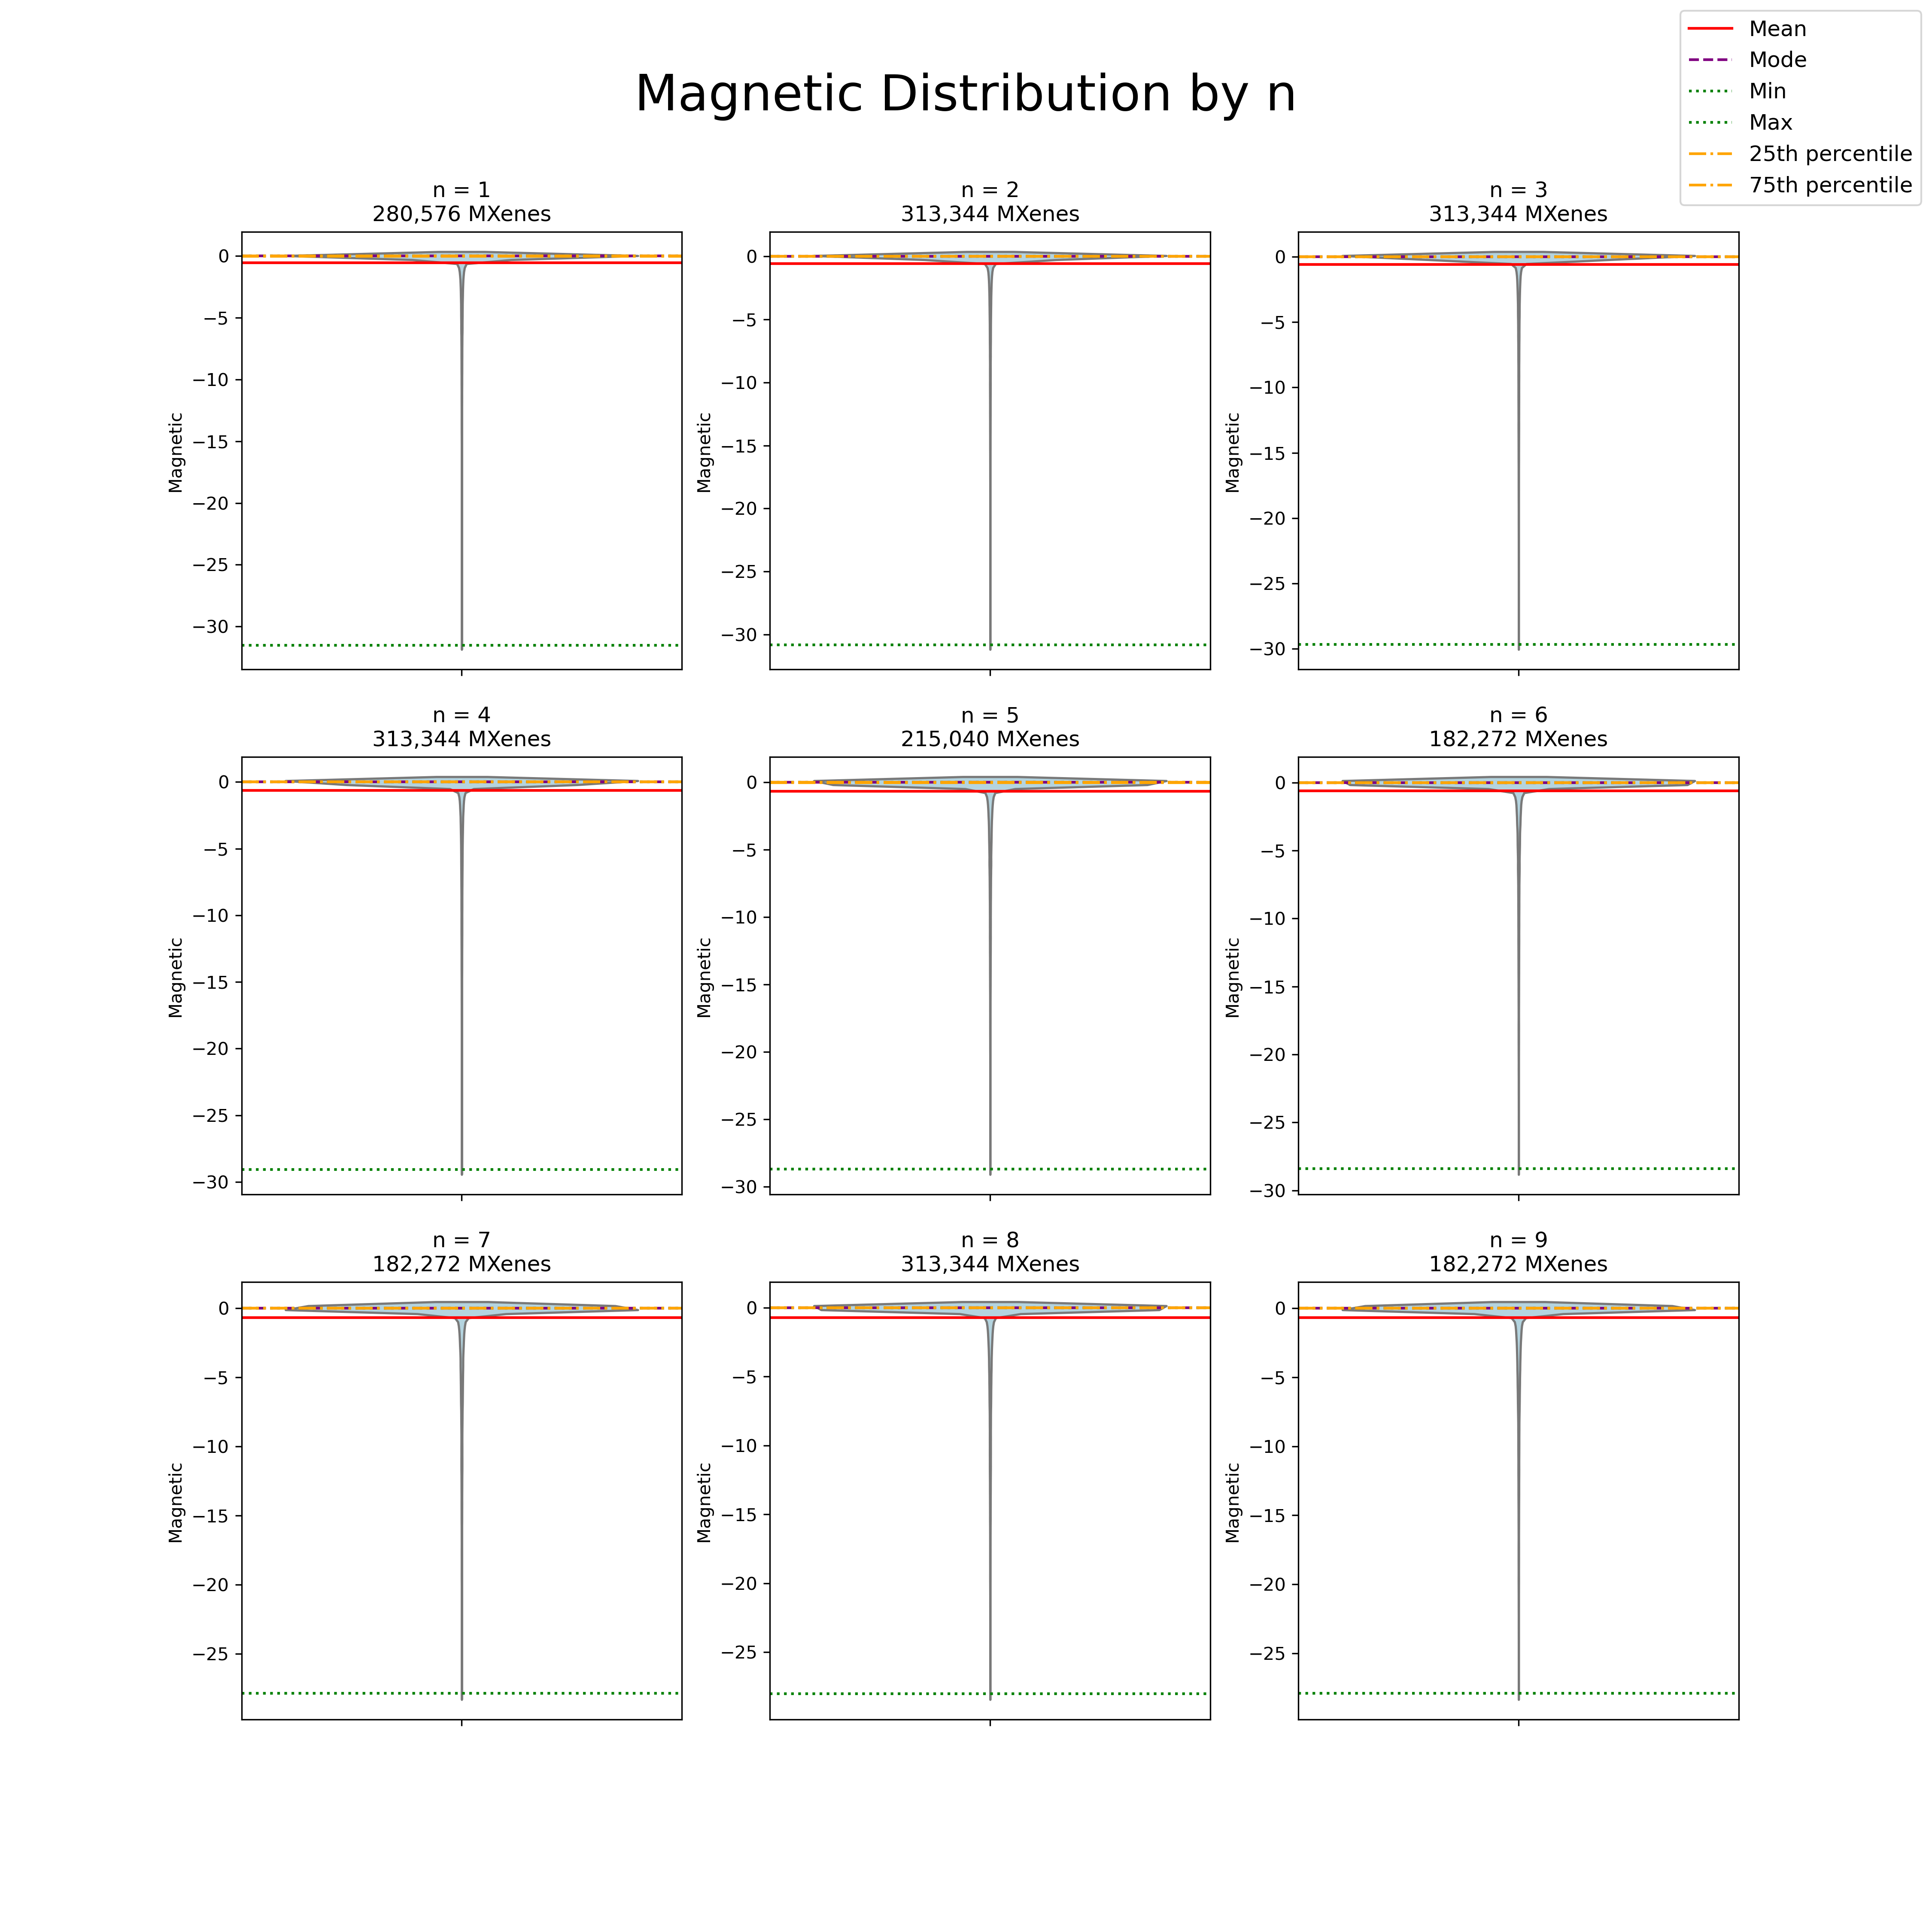 Mean
Mode
Min
Max
25th percentile
75th percentile
Magnetic Distribution by n
n = 1
280,576 MXenes
0
−5
−10
−15
−20
−25
−30
Magnetic
n = 2
313,344 MXenes
0
−5
−10
−15
−20
−25
−30
Magnetic
n = 3
313,344 MXenes
0
−5
−10
−15
−20
−25
−30
Magnetic
n = 4
313,344 MXenes
0
−5
−10
−15
−20
−25
−30
Magnetic
n = 5
215,040 MXenes
0
−5
−10
−15
−20
−25
−30
Magnetic
n = 6
182,272 MXenes
0
−5
−10
−15
−20
−25
−30
Magnetic
n = 7
182,272 MXenes
0
−5
−10
−15
−20
−25
Magnetic
n = 8
313,344 MXenes
0
−5
−10
−15
−20
−25
Magnetic
n = 9
182,272 MXenes
0
−5
−10
−15
−20
−25
Magnetic